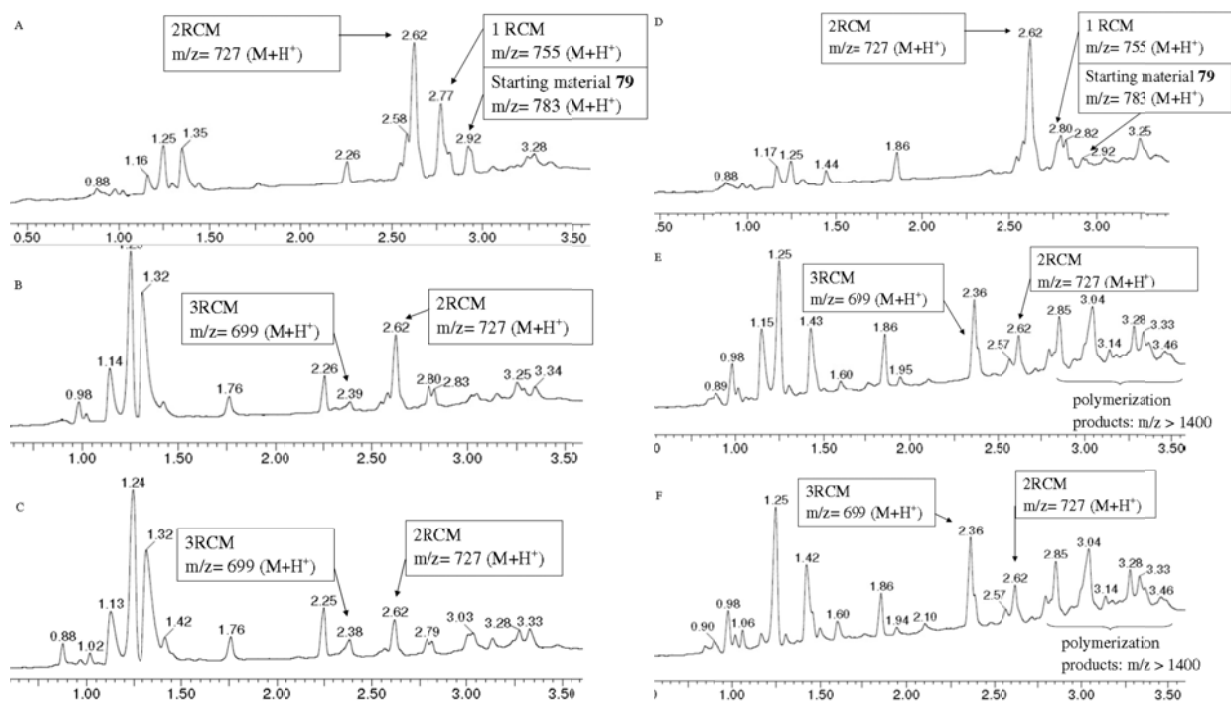 A
2RCM
m/z= 727 (M+H⁺)
1 RCM
m/z= 755 (M+H⁺)
Starting material 79
m/z= 783 (M+H⁺)
0.88
1.16
1.25
1.35
2.26
2.58
2.62
2.77
2.92
3.28
0.50 1.00 1.50 2.00 2.50 3.00 3.50
B
3RCM
m/z= 699 (M+H⁺)
2RCM
m/z= 727 (M+H⁺)
0.98
1.14
1.32
1.76
2.26
2.39
2.62
2.80
2.83
3.25
3.34
1.00 1.50 2.00 2.50 3.00 3.50
C
3RCM
m/z= 699 (M+H⁺)
2RCM
m/z= 727 (M+H⁺)
0.88
1.02
1.13
1.24
1.32
1.42
1.76
2.25
2.38
2.62
2.79
3.03
3.28
3.33
1.00 1.50 2.00 2.50 3.00 3.50
D
2RCM
m/z= 727 (M+H⁺)
1 RCM
m/z= 755 (M+H⁺)
Starting material 79
m/z= 783 (M+H⁺)
0.88
1.17
1.25
1.44
1.86
2.62
2.80
2.82
2.92
3.25
0.50 1.00 1.50 2.00 2.50 3.00
E
3RCM
m/z= 699 (M+H⁺)
2RCM
m/z= 727 (M+H⁺)
0.89
0.98
1.15
1.25
1.43
1.60
1.86
1.95
2.36
2.57
2.62
2.85
3.04
3.14
3.28
3.33
3.46
polymerization
products: m/z > 1400
0 1.00 1.50 2.00 2.50 3.00 3.50
F
3RCM
m/z= 699 (M+H⁺)
2RCM
m/z= 727 (M+H⁺)
0.90
0.98
1.06
1.25
1.42
1.60
1.86
1.94
2.10
2.36
2.57
2.62
2.85
3.04
3.14
3.28
3.33
3.46
polymerization
products: m/z > 1400
0 1.00 1.50 2.00 2.50 3.00 3.50